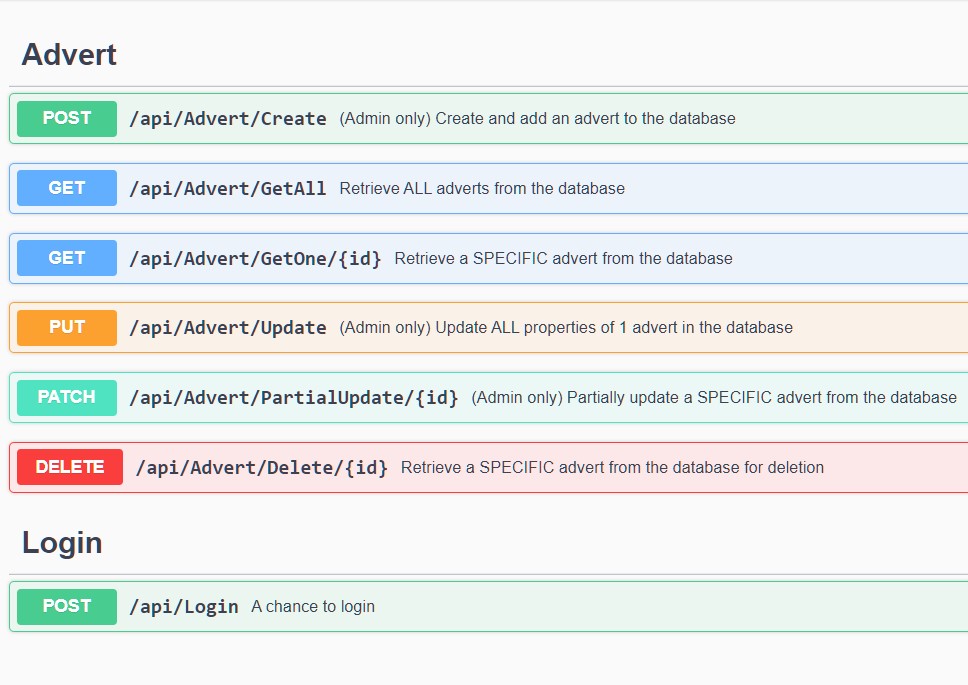 Advert
POST /api/Advert/Create (Admin only) Create and add an advert to the database
GET /api/Advert/GetAll Retrieve ALL adverts from the database
GET /api/Advert/GetOne/{id} Retrieve a SPECIFIC advert from the database
PUT /api/Advert/Update (Admin only) Update ALL properties of 1 advert in the database
PATCH /api/Advert/PartialUpdate/{id} (Admin only) Partially update a SPECIFIC advert from the database
DELETE /api/Advert/Delete/{id} Retrieve a SPECIFIC advert from the database for deletion
Login
POST /api/Login A chance to login